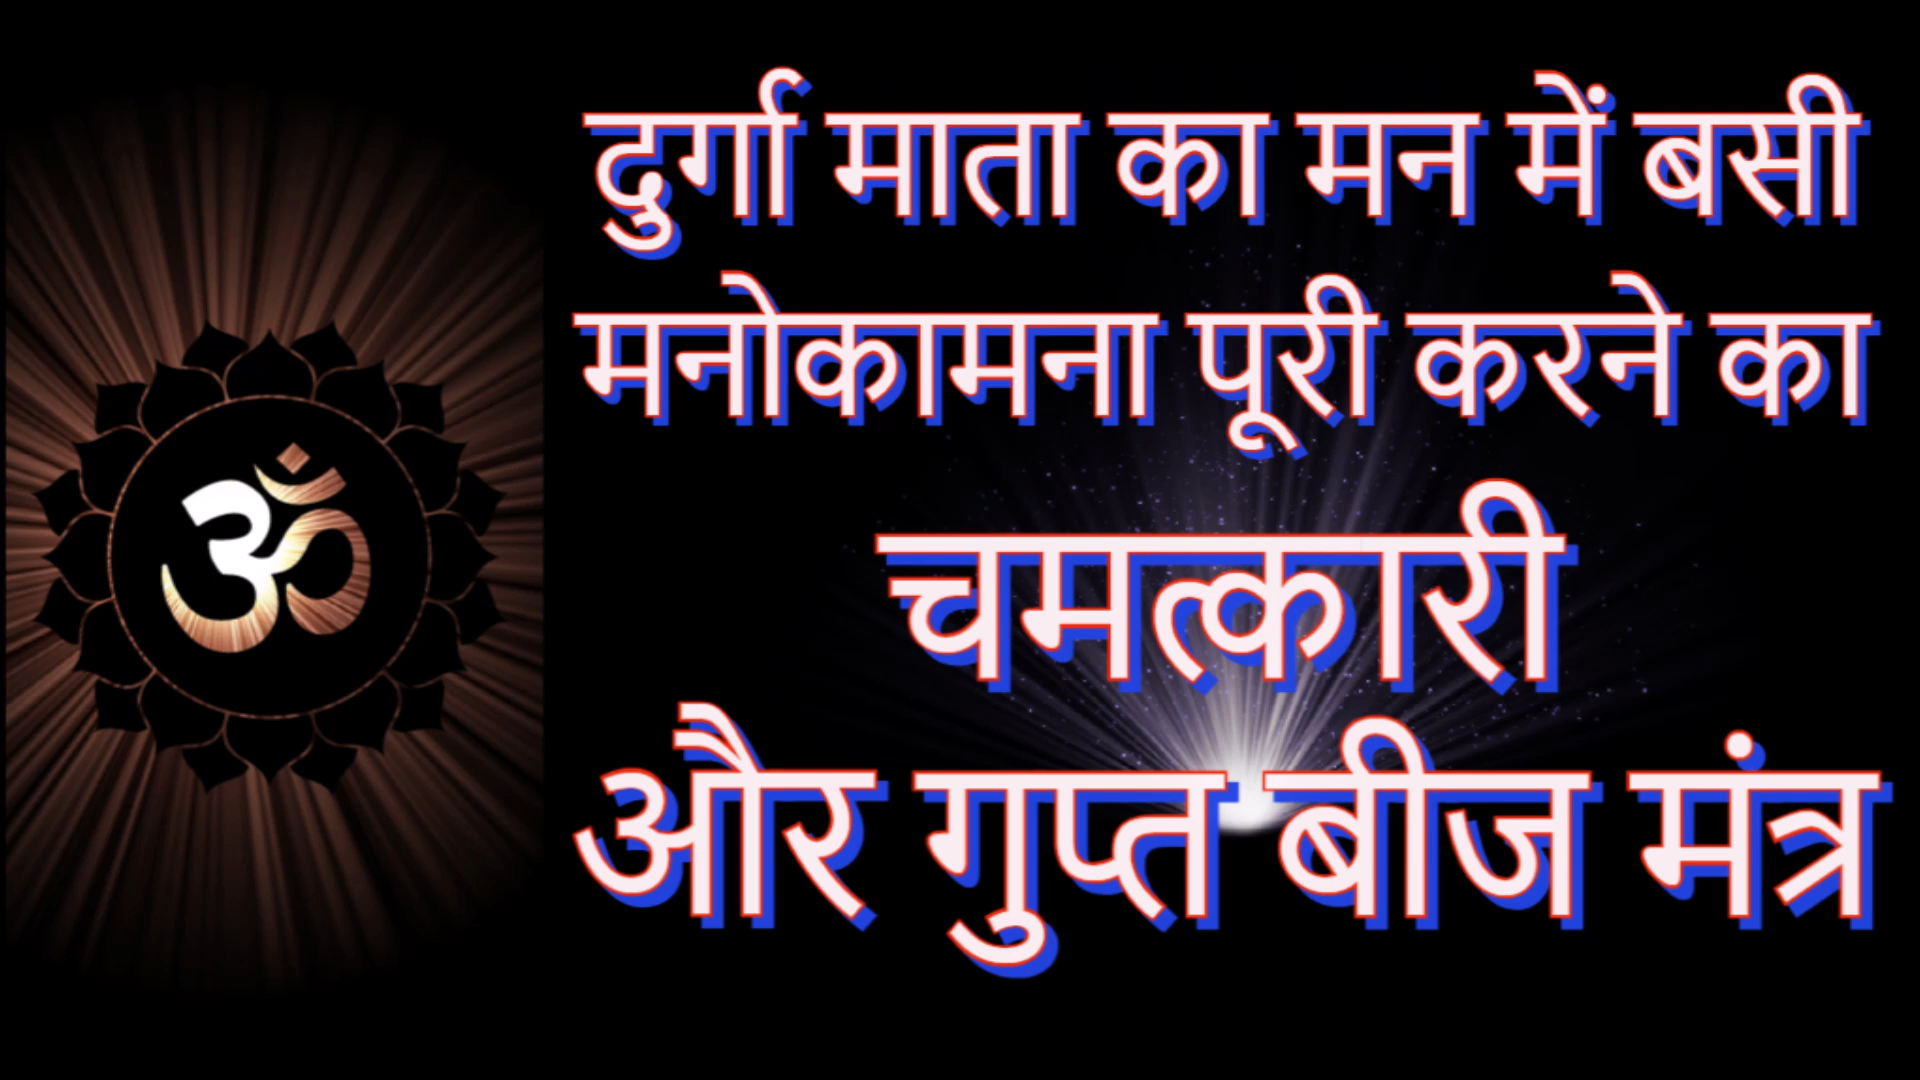 ॐ
दुर्गा माता का मन में बसी
मनोकामना पूरी करने का
चमत्कारी
और गुप्त बीज मंत्र